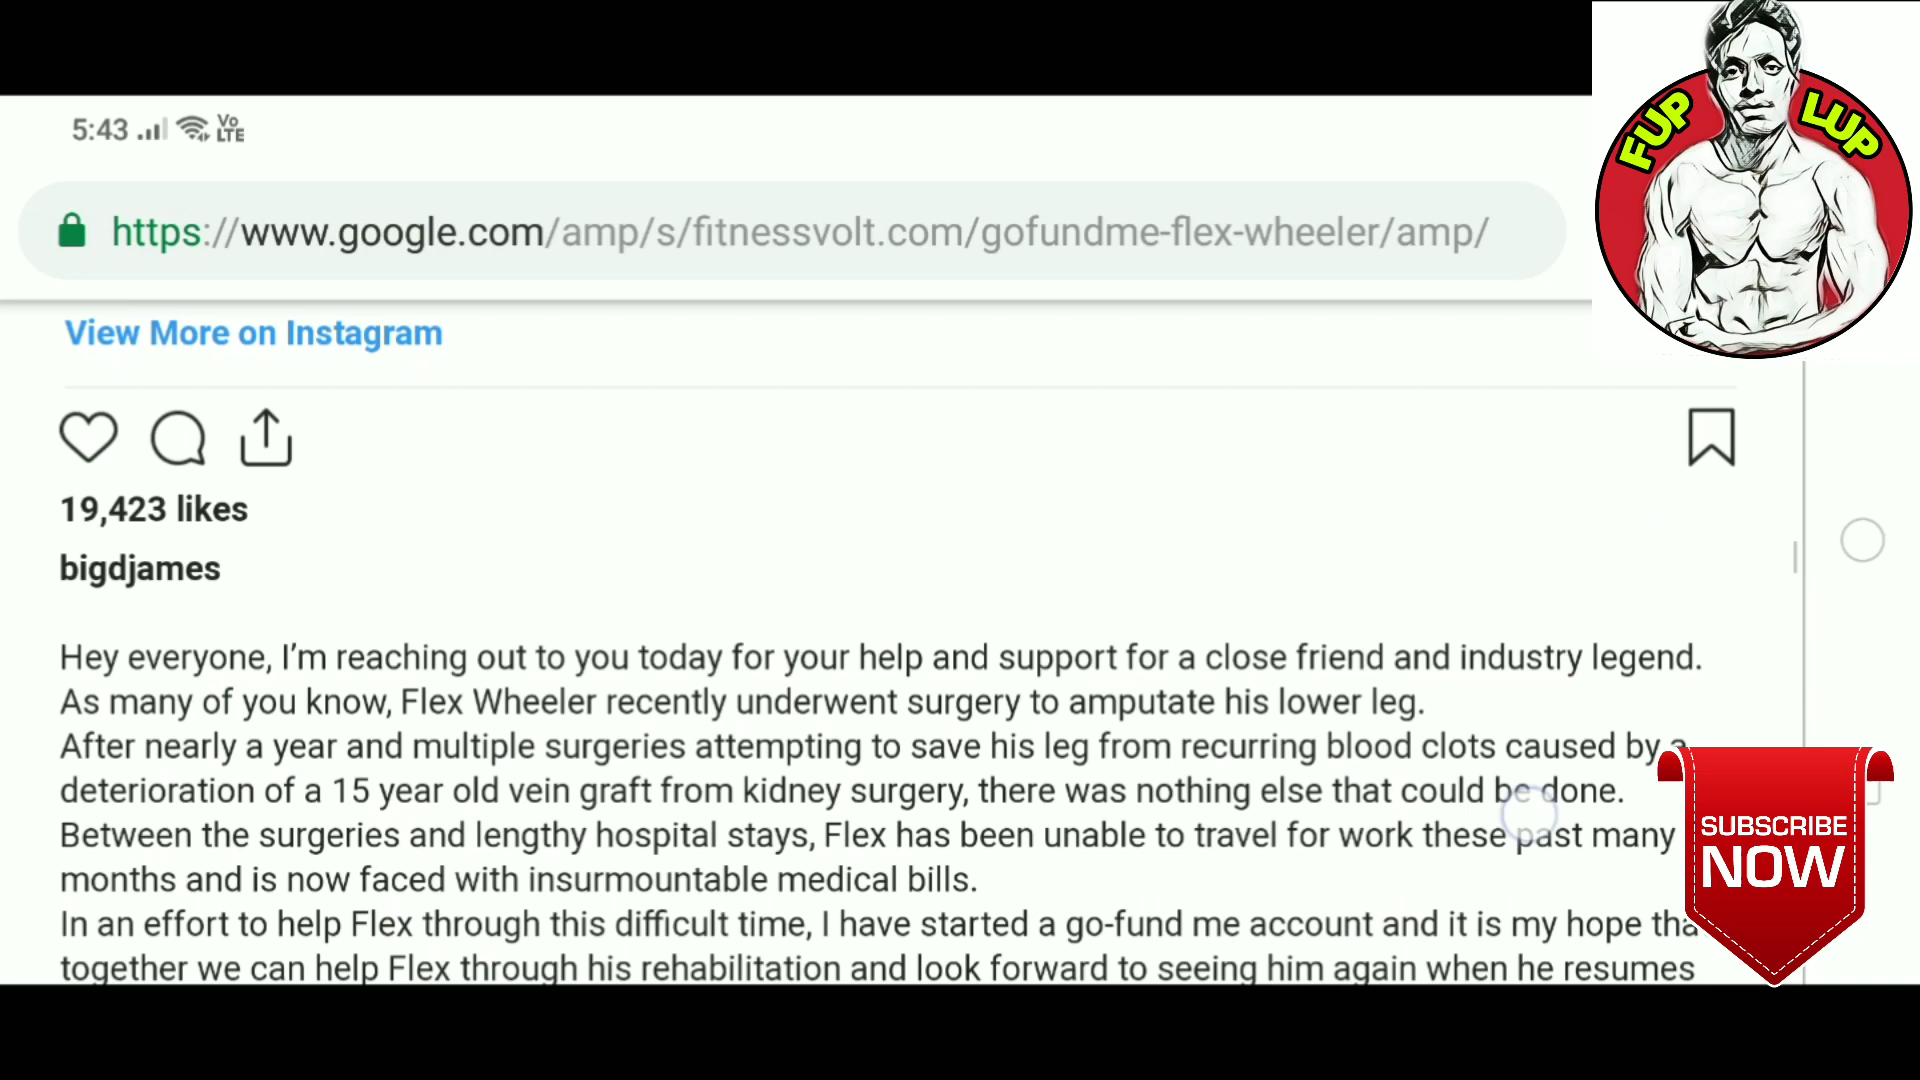 5:43 Vo LTE
https://www.google.com/amp/s/fitnessvolt.com/gofundme-flex-wheeler/amp/
FUP LUP
View More on Instagram
19,423 likes
bigdjames
Hey everyone, I’m reaching out to you today for your help and support for a close friend and industry legend.
As many of you know, Flex Wheeler recently underwent surgery to amputate his lower leg.
After nearly a year and multiple surgeries attempting to save his leg from recurring blood clots caused by a
deterioration of a 15 year old vein graft from kidney surgery, there was nothing else that could be done.
Between the surgeries and lengthy hospital stays, Flex has been unable to travel for work these past many
months and is now faced with insurmountable medical bills.
In an effort to help Flex through this difficult time, I have started a go-fund me account and it is my hope tha
together we can help Flex through his rehabilitation and look forward to seeing him again when he resumes
SUBSCRIBE
NOW